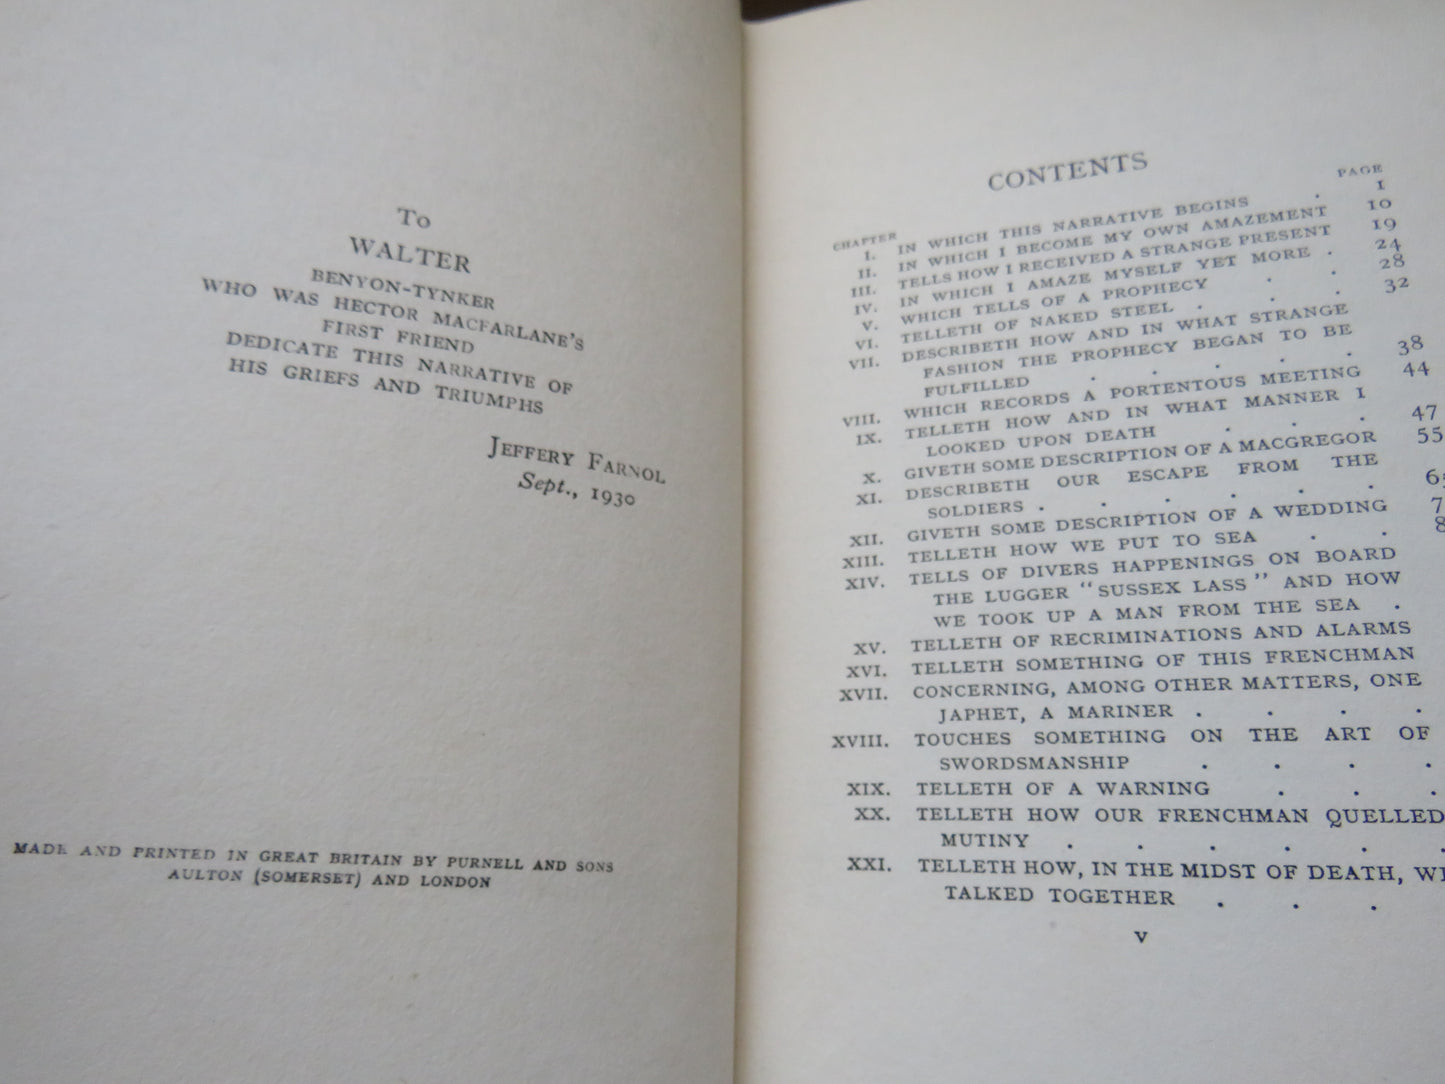 To
WALTER
BENYON-TYNKER
WHO WAS HECTOR MACFARLANE'S
FIRST FRIEND
DEDICATE THIS NARRATIVE OF
HIS GRIEFS AND TRIUMPHS
JEFFERY FARNOL
Sept., 1930
MADE AND PRINTED IN GREAT BRITAIN BY PURNELL AND SONS
AULTON (SOMERSET) AND LONDON
CONTENTS
CHAPTER PAGE
I. IN WHICH THIS NARRATIVE BEGINS . 1
II. IN WHICH I BECOME MY OWN AMAZEMENT 10
III. TELLS HOW I RECEIVED A STRANGE PRESENT 19
IV. IN WHICH I AMAZE MYSELF YET MORE . 24
V. WHICH TELLS OF A PROPHECY . . 28
VI. TELLETH OF NAKED STEEL . . . 32
VII. DESCRIBETH HOW AND IN WHAT STRANGE
FASHION THE PROPHECY BEGAN TO BE
FULFILLED . . . . . 38
VIII. WHICH RECORDS A PORTENTOUS MEETING 44
IX. TELLETH HOW AND IN WHAT MANNER I
LOOKED UPON DEATH . . . 47
X. GIVETH SOME DESCRIPTION OF A MACGREGOR 55
XI. DESCRIBETH OUR ESCAPE FROM THE
SOLDIERS . . . . . . 65
XII. GIVETH SOME DESCRIPTION OF A WEDDING 7
XIII. TELLETH HOW WE PUT TO SEA . . 8
XIV. TELLS OF DIVERS HAPPENINGS ON BOARD
THE LUGGER "SUSSEX LASS" AND HOW
WE TOOK UP A MAN FROM THE SEA .
XV. TELLETH OF RECRIMINATIONS AND ALARMS
XVI. TELLETH SOMETHING OF THIS FRENCHMAN
XVII. CONCERNING, AMONG OTHER MATTERS, ONE
JAPHET, A MARINER . . . .
XVIII. TOUCHES SOMETHING ON THE ART OF
SWORDSMANSHIP . . . .
XIX. TELLETH OF A WARNING . . .
XX. TELLETH HOW OUR FRENCHMAN QUELLED
MUTINY . . . . . .
XXI. TELLETH HOW, IN THE MIDST OF DEATH, WE
TALKED TOGETHER . . .
V